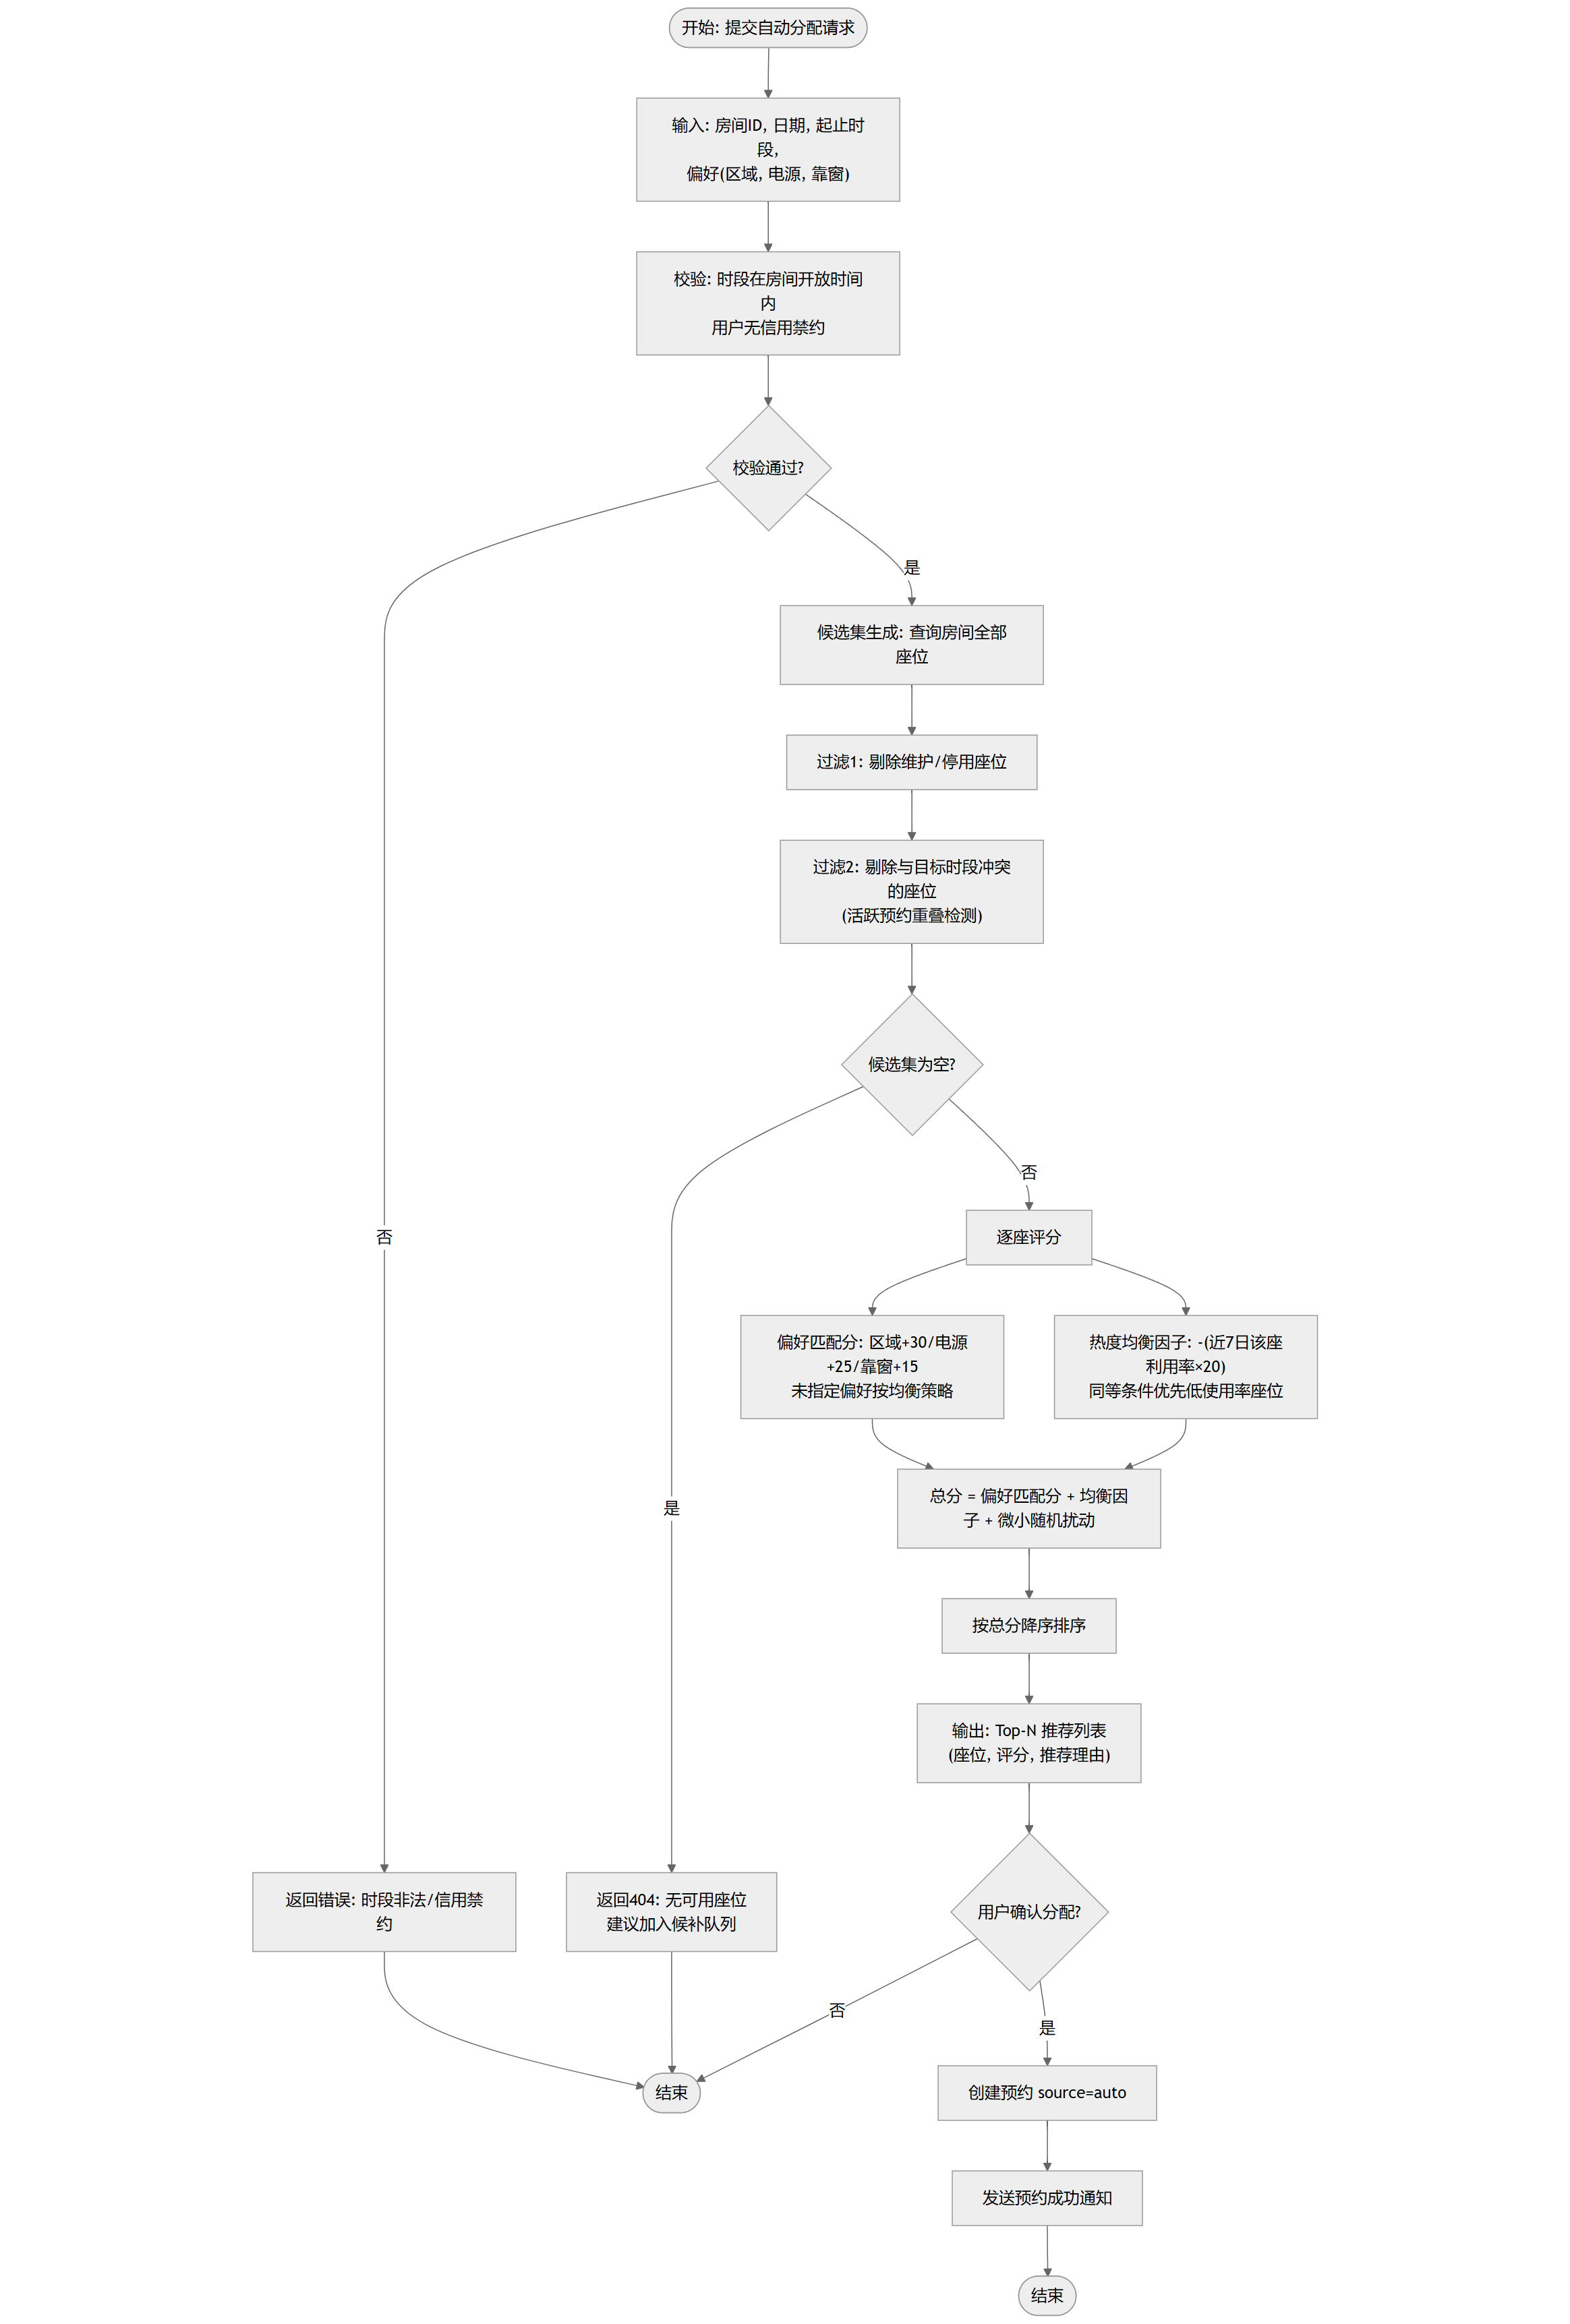 开始: 提交自动分配请求
输入: 房间ID, 日期, 起止时
段,
偏好(区域, 电源, 靠窗)
校验: 时段在房间开放时间
内
用户无信用禁约
校验通过?
是
候选集生成: 查询房间全部
座位
过滤1: 剔除维护/停用座位
过滤2: 剔除与目标时段冲突
的座位
(活跃预约重叠检测)
候选集为空?
否
否
逐座评分
偏好匹配分: 区域+30/电源
+25/靠窗+15
未指定偏好按均衡策略
热度均衡因子: -(近7日该座
利用率×20)
同等条件优先低使用率座位
是
总分 = 偏好匹配分 + 均衡因
子 + 微小随机扰动
按总分降序排序
输出: Top-N 推荐列表
(座位, 评分, 推荐理由)
返回错误: 时段非法/信用禁
约
返回404: 无可用座位
建议加入候补队列
用户确认分配?
否
是
结束
创建预约 source=auto
发送预约成功通知
结束